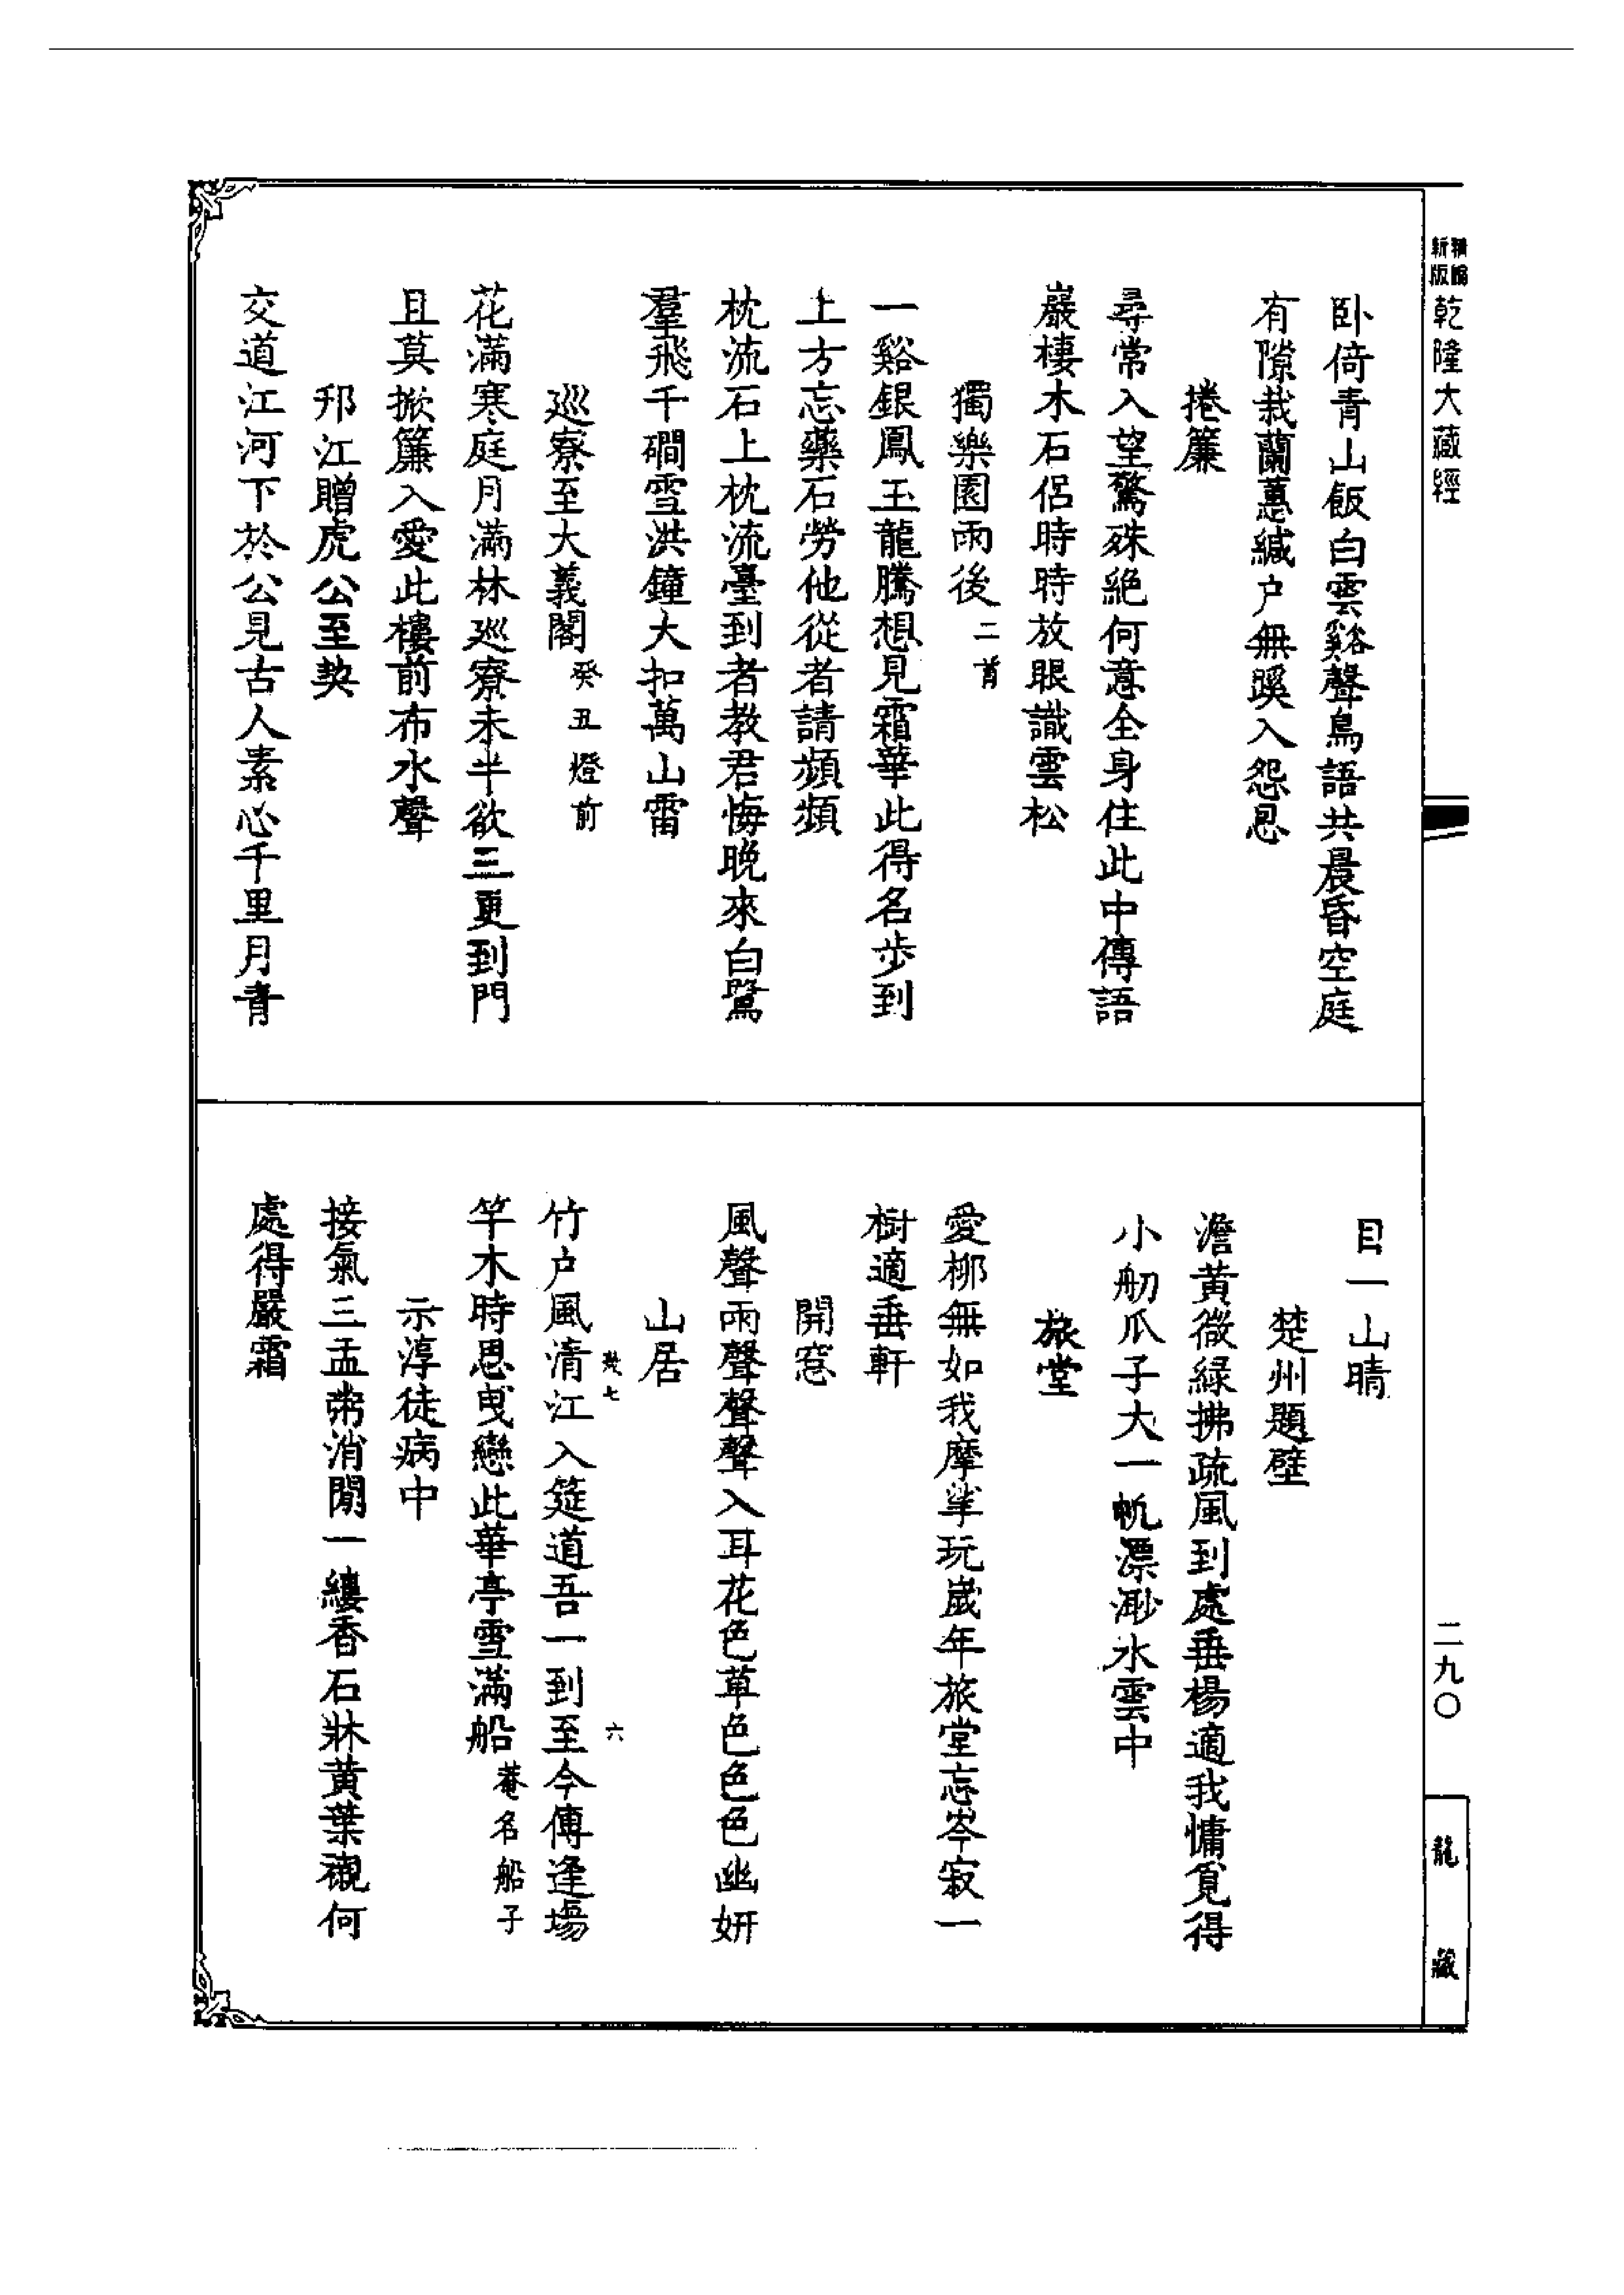 新版精編
乾隆大藏經
卧倚青山飯白雲谿聲鳥語共晨昏空庭
有隙栽蘭蕙緘户無蹊入怨恩
捲簾
尋常入望驚殊絕何意全身住此中傳語
巖棲木石侶時時放眼識雲松
獨樂園雨後二首
一谿銀鳳玉龍騰想見霜華此得名步到
上方忘藥石勞他從者請頻頻
枕流石上枕流臺到者教君悔晚來白鷺
羣飛千磵雪洪鐘大扣萬山雷
巡寮至大義閣癸丑燈前
花滿寒庭月滿林巡寮未半欲三更到門
且莫掀簾入愛此樓前布水聲
邗江贈虎公至契
交道江河下於公見古人素心千里月青
目一山晴
楚州題壁
澹黃微緑拂疏風到處垂楊適我慵覓得
小舠瓜子大一帆漂渺水雲中
旅堂
愛栁無如我摩挲玩嵗年旅堂忘岑寂一
樹適垂軒
開窓
風聲雨聲聲聲入耳花色草色色色幽妍
山居
竹户風清江入筵道吾一到至今傳逢場
竿木時思曳戀此華亭雪滿船菴名船子
示淳徒病中
接氣三盂粥消閒一縷香石牀黃葉襯何
處得嚴霜
七
六
二九〇
龍藏